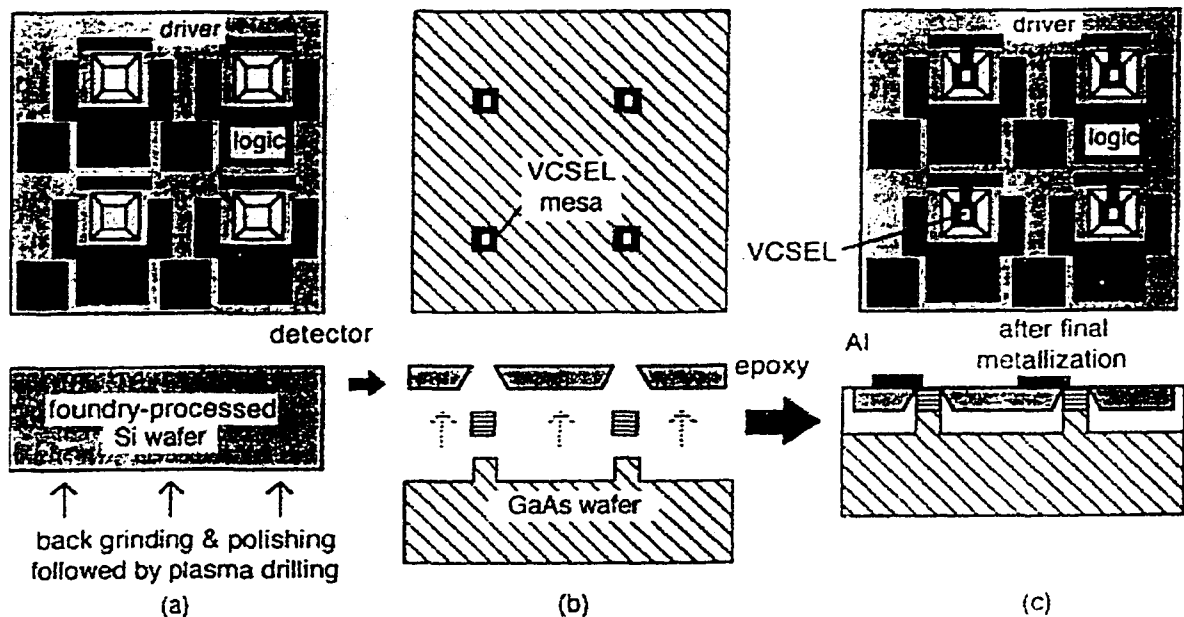 driver
logic
detector
foundry-processed
Si wafer
back grinding & polishing
followed by plasma drilling
(a)
VCSEL
mesa
epoxy
GaAs wafer
(b)
driver
logic
VCSEL
Al
after final
metallization
(c)